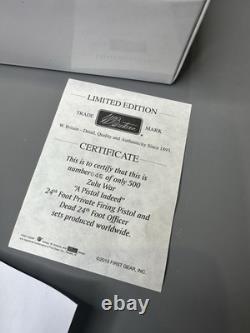 LIMITED EDITION
TRADE MARK
W. Britain - Detail, Quality and Authenticity Since 1893.
CERTIFICATE
This is to certify that this is
number of only 500
Zulu War
"A Pistol Indeed"
24th Foot Private Firing Pistol and
Dead 24th Foot Officer
sets produced worldwide.
©2010 FIRST GEAR, INC.